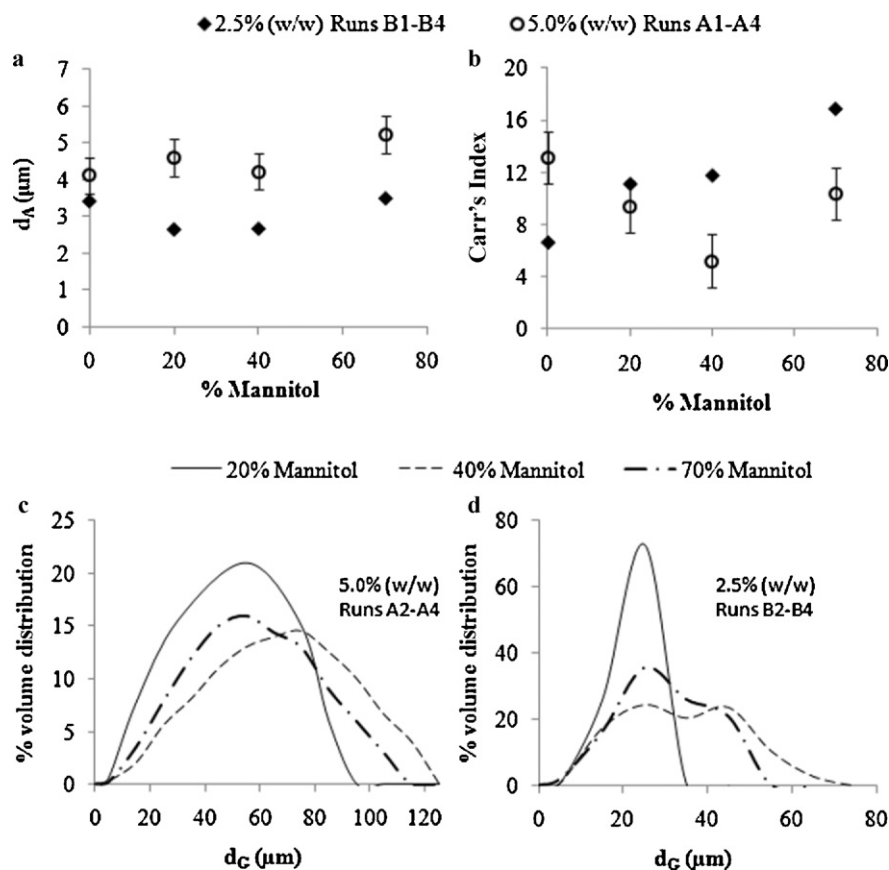 ◆2.5% (w/w) Runs B1-B4 ○5.0% (w/w) Runs A1-A4
a
7
6
5
4
3
2
1
0
d_A (µm)
0 20 40 60 80
% Mannitol
b
20
16
12
8
4
0
Carr's Index
0 20 40 60 80
% Mannitol
20% Mannitol 40% Mannitol 70% Mannitol
c
25
20
15
10
5
0
% volume distribution
5.0% (w/w)
Runs A2-A4
0 20 40 60 80 100 120
d_G (µm)
d
80
60
40
20
0
% volume distribution
2.5% (w/w)
Runs B2-B4
0 20 40 60 80
d_G (µm)